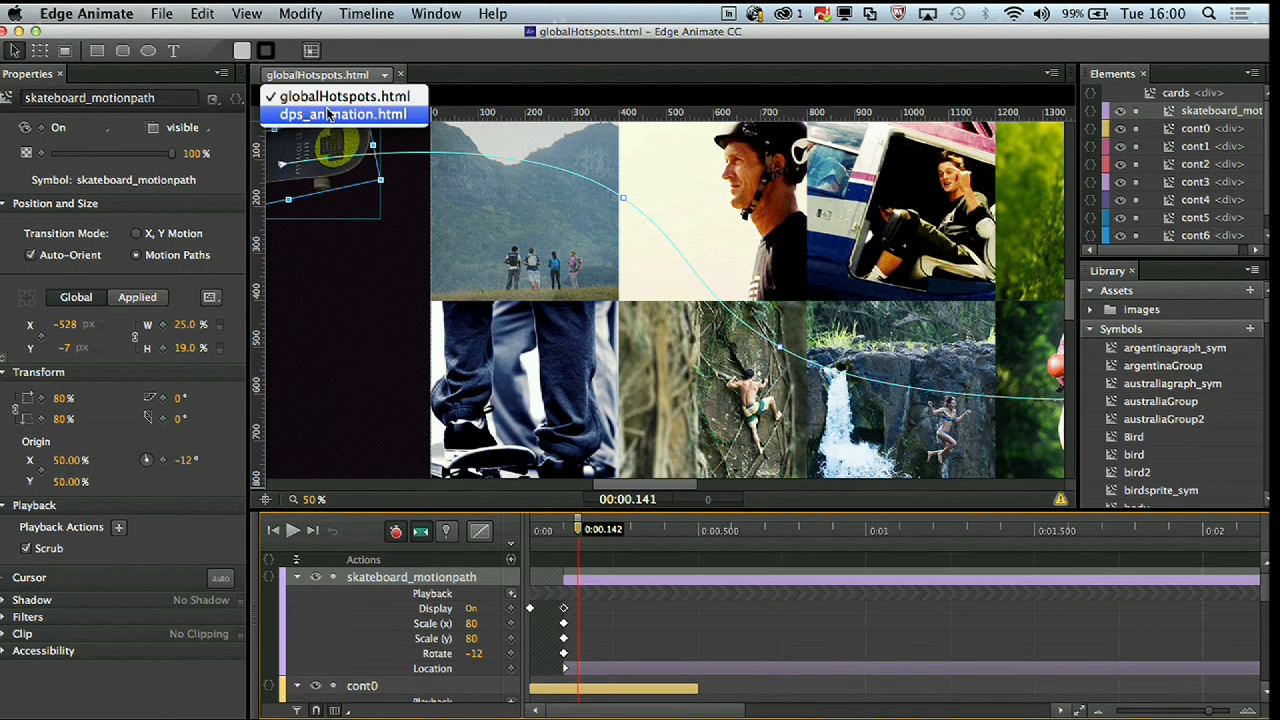 Edge Animate File Edit View Modify Timeline Window Help 1 99% Tue 16:00
globalHotspots.html - Edge Animate CC
T
Properties × globalHotspots.html × Elements ×
✓ globalHotspots.html
dps_animation.html
skateboard_motionpath
On visible
100 %
Symbol: skateboard_motionpath
Position and Size
Transition Mode: X, Y Motion
Auto-Orient Motion Paths
Global Applied
X -528 px W 25.0 %
Y -7 px H 19.0 %
Transform
80 % 0°
80 % 0°
Origin
X 50.00 % -12°
Y 50.00 %
Playback
Playback Actions +
Scrub
Cursor auto
Shadow No Shadow
Filters
Clip No Clipping
Accessibility
0 100 200 300 400 500 600 700 800 900 1000 1100 1200 1300
100
200
300
400
500
600
700
800
50 % 00:00.141 0
cards <div>
skateboard_mot
cont0 <div>
cont1 <div>
cont2 <div>
cont3 <div>
cont4 <div>
cont5 <div>
cont6 <div>
Library ×
Assets +
images
Symbols +
argentinagraph_sym
argentinaGroup
australiagraph_sym
australiaGroup
australiaGroup2
Bird
bird
bird2
birdsprite_sym
0:00 0:00.142 0:00.500 0:01 0:01.500 0:02
Actions
skateboard_motionpath
Playback
Display On
Scale (x) 80
Scale (y) 80
Rotate -12
Location
cont0
Playback